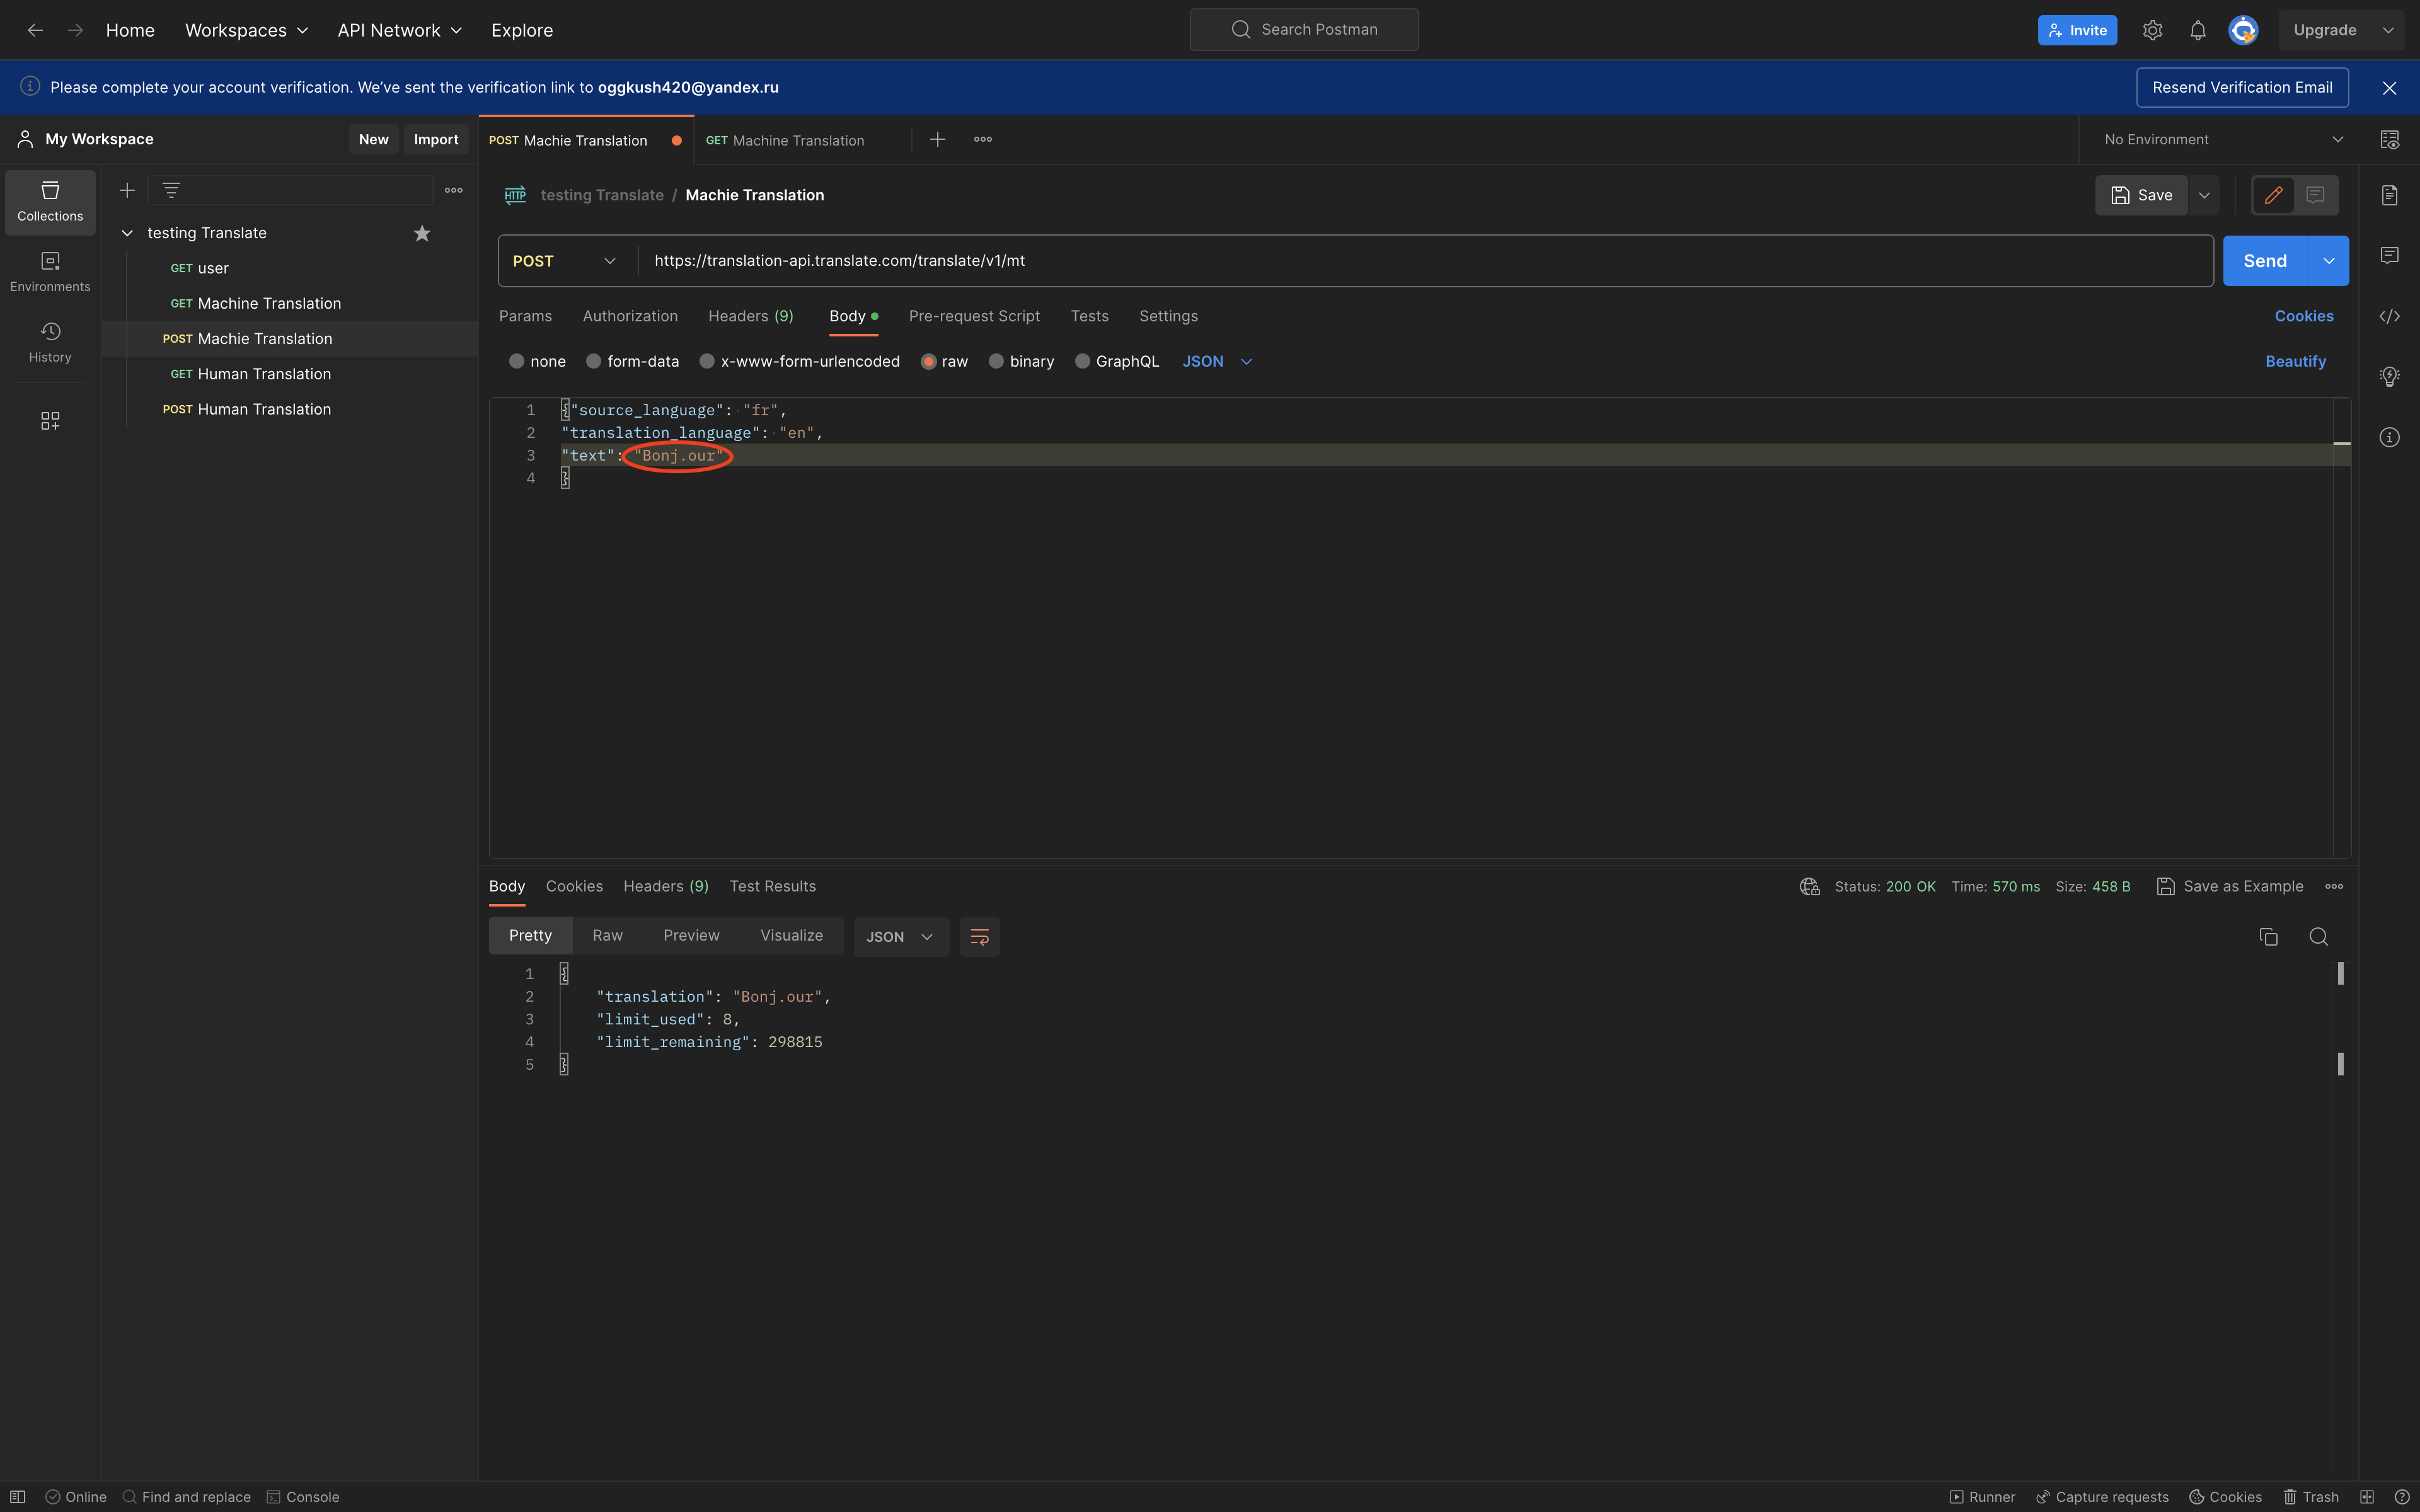 Home Workspaces API Network Explore Search Postman Invite Upgrade
Please complete your account verification. We've sent the verification link to oggkush420@yandex.ru Resend Verification Email
My Workspace New Import POST Machie Translation GET Machine Translation No Environment
Collections
Environments
History
testing Translate
GET user
GET Machine Translation
POST Machie Translation
GET Human Translation
POST Human Translation
HTTP testing Translate / Machie Translation Save
POST https://translation-api.translate.com/translate/v1/mt Send
Params Authorization Headers (9) Body Pre-request Script Tests Settings Cookies
none form-data x-www-form-urlencoded raw binary GraphQL JSON Beautify
1 {"source_language": "fr",
2 "translation_language": "en",
3 "text": "Bonj.our"
4 }
Body Cookies Headers (9) Test Results Status: 200 OK Time: 570 ms Size: 458 B Save as Example
Pretty Raw Preview Visualize JSON
1 {
2 "translation": "Bonj.our",
3 "limit_used": 8,
4 "limit_remaining": 298815
5 }
Online Find and replace Console Runner Capture requests Cookies Trash